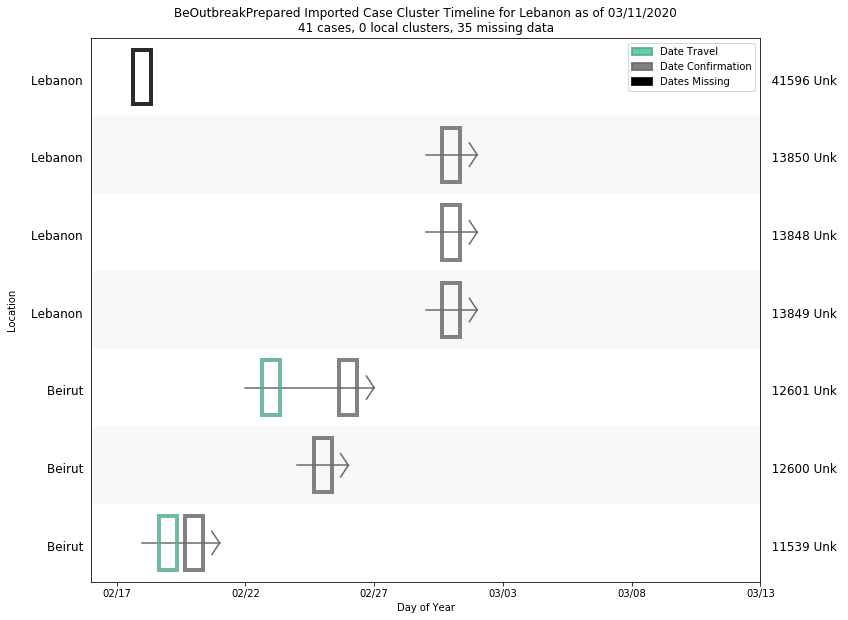 BeOutbreakPrepared Imported Case Cluster Timeline for Lebanon as of 03/11/2020
41 cases, 0 local clusters, 35 missing data
Date Travel
Date Confirmation
Dates Missing
Lebanon 41596 Unk
Lebanon 13850 Unk
Lebanon 13848 Unk
Lebanon 13849 Unk
Beirut 12601 Unk
Beirut 12600 Unk
Beirut 11539 Unk
Location
02/17 02/22 02/27 03/03 03/08 03/13
Day of Year